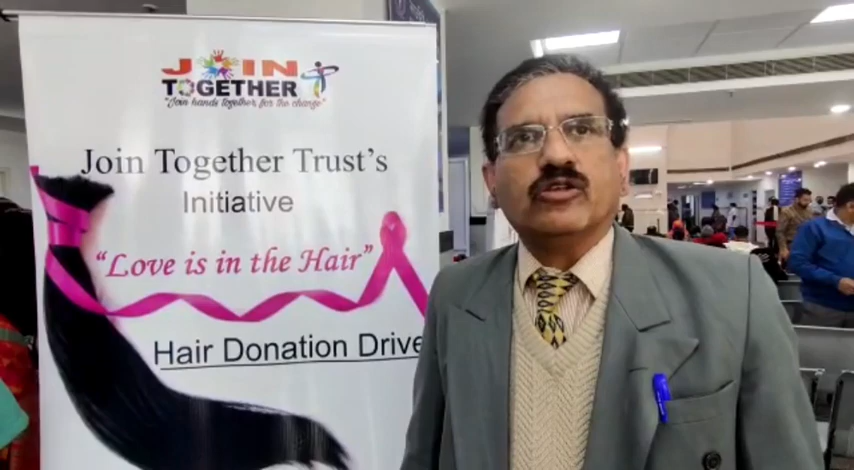 JOIN
TOGETHER
"Join hands together for the change"
Join Together Trust's
Initiative
"Love is in the Hair"
Hair Donation Drive